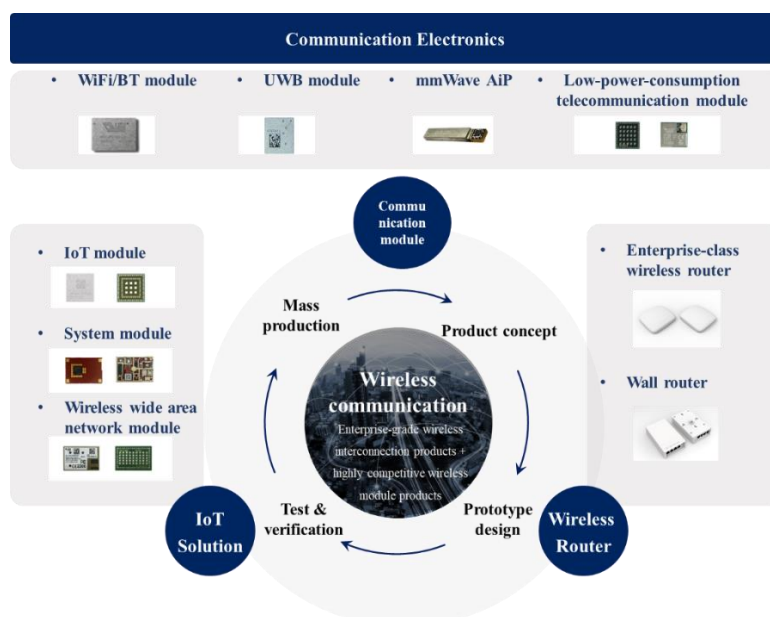 Communication Electronics
• WiFi/BT module
• UWB module
• mmWave AiP
• Low-power-consumption
telecommunication module
Commu
nication
module
• IoT module
• System module
• Wireless wide area
network module
• Enterprise-class
wireless router
• Wall router
Mass
production
Product concept
Wireless
communication
Enterprise-grade wireless
interconnection products +
highly competitive wireless
module products
Test &
verification
Prototype
design
IoT
Solution
Wireless
Router